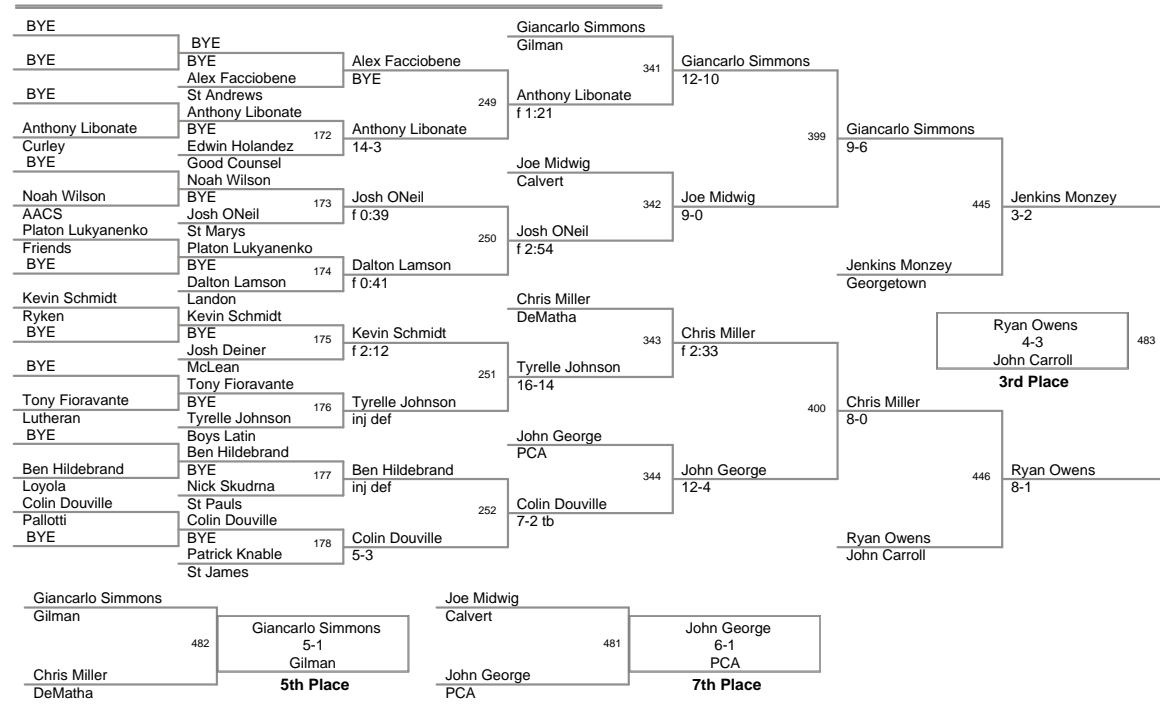 BYE
BYE
BYE
Anthony Libonate
Curley
BYE
Noah Wilson
AACS
Platon Lukyanenko
Friends
BYE
Kevin Schmidt
Ryken
BYE
BYE
Tony Fioravante
Lutheran
BYE
Ben Hildebrand
Loyola
Colin Douville
Pallotti
BYE
BYE
BYE
Alex Facciobene
St Andrews
Anthony Libonate
BYE
172
Edwin Holandez
Good Counsel
Noah Wilson
BYE
173
Josh ONeil
St Marys
Platon Lukyanenko
BYE
174
Dalton Lamson
Landon
Kevin Schmidt
BYE
175
Josh Deiner
McLean
Tony Fioravante
BYE
176
Tyrelle Johnson
Boys Latin
Ben Hildebrand
BYE
177
Nick Skudrna
St Pauls
Colin Douville
BYE
178
Patrick Knable
St James
Alex Facciobene
BYE
249
Anthony Libonate
14-3
Josh ONeil
f 0:39
250
Dalton Lamson
f 0:41
Kevin Schmidt
f 2:12
251
Tyrelle Johnson
inj def
Ben Hildebrand
inj def
252
Colin Douville
5-3
Giancarlo Simmons
Gilman
341
Anthony Libonate
f 1:21
Joe Midwig
Calvert
342
Josh ONeil
f 2:54
Chris Miller
DeMatha
343
Tyrelle Johnson
16-14
John George
PCA
344
Colin Douville
7-2 tb
Giancarlo Simmons
12-10
399
Joe Midwig
9-0
Chris Miller
f 2:33
400
John George
12-4
Giancarlo Simmons
9-6
445
Jenkins Monzey
Georgetown
Chris Miller
8-0
446
Ryan Owens
John Carroll
Jenkins Monzey
3-2
Ryan Owens
4-3
John Carroll
483
3rd Place
Ryan Owens
8-1
Giancarlo Simmons
Gilman
482
Chris Miller
DeMatha
Giancarlo Simmons
5-1
Gilman
5th Place
Joe Midwig
Calvert
481
John George
PCA
John George
6-1
PCA
7th Place